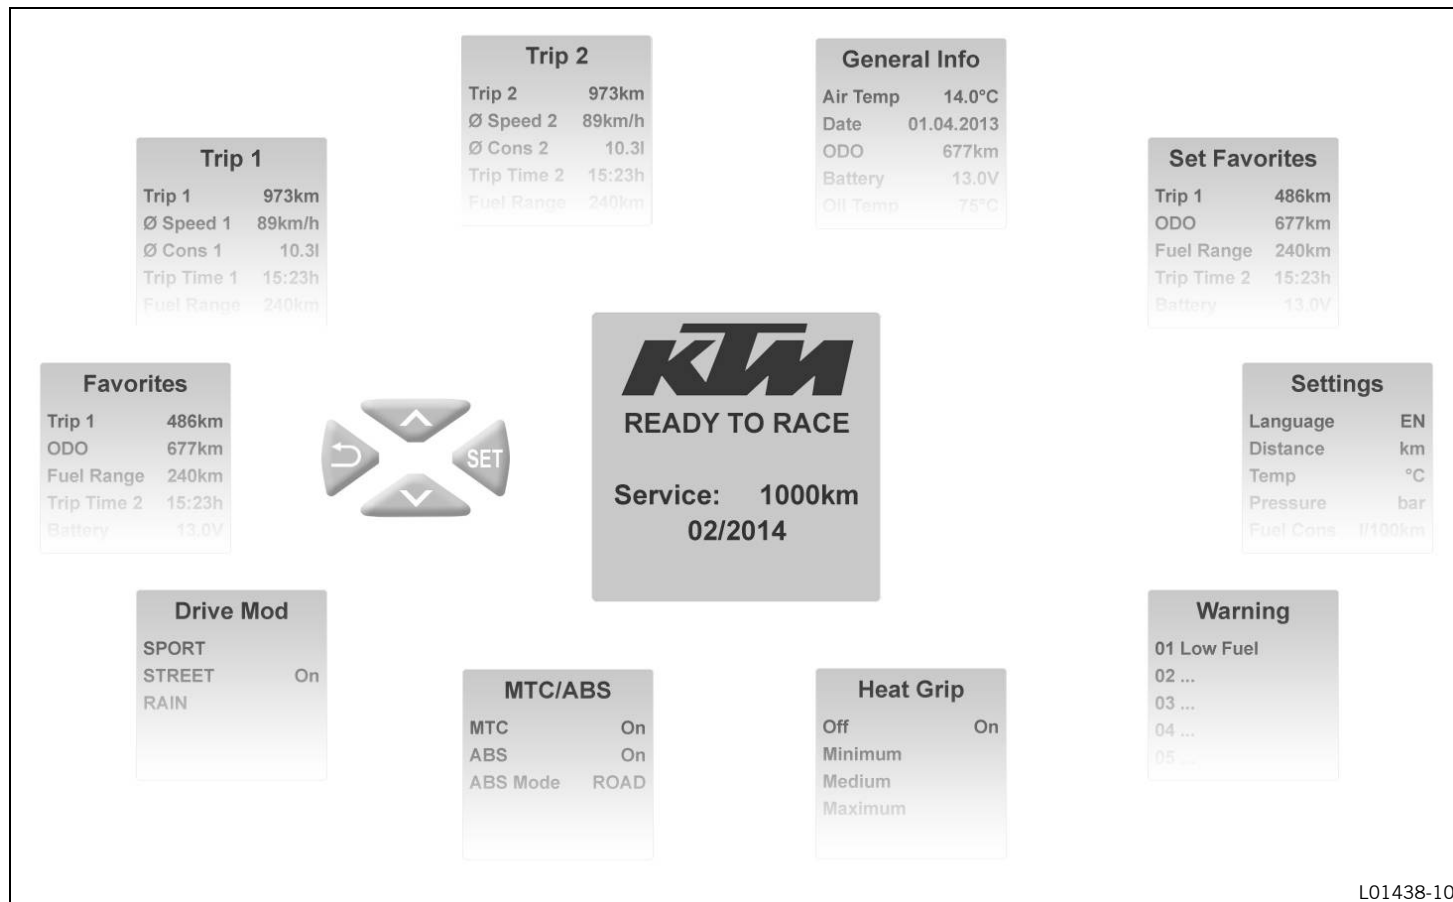 Trip 2
Trip 2 973km
Ø Speed 2 89km/h
Ø Cons 2 10.3l
Trip Time 2 15:23h
Fuel Range 240km
General Info
Air Temp 14.0°C
Date 01.04.2013
ODO 677km
Battery 13.0V
Oil Temp 75°C
Trip 1
Trip 1 973km
Ø Speed 1 89km/h
Ø Cons 1 10.3l
Trip Time 1 15:23h
Fuel Range 240km
Set Favorites
Trip 1 486km
ODO 677km
Fuel Range 240km
Trip Time 2 15:23h
Battery 13,0V
Favorites
Trip 1 486km
ODO 677km
Fuel Range 240km
Trip Time 2 15:23h
Battery 13,0V
SET
KTM
READY TO RACE
Service: 1000km
02/2014
Settings
Language EN
Distance km
Temp °C
Pressure bar
Fuel Cons l/100km
Drive Mod
SPORT
STREET On
RAIN
MTC/ABS
MTC On
ABS On
ABS Mode ROAD
Heat Grip
Off On
Minimum
Medium
Maximum
Warning
01 Low Fuel
02 ...
03 ...
04 ...
05 ...
L01438-10